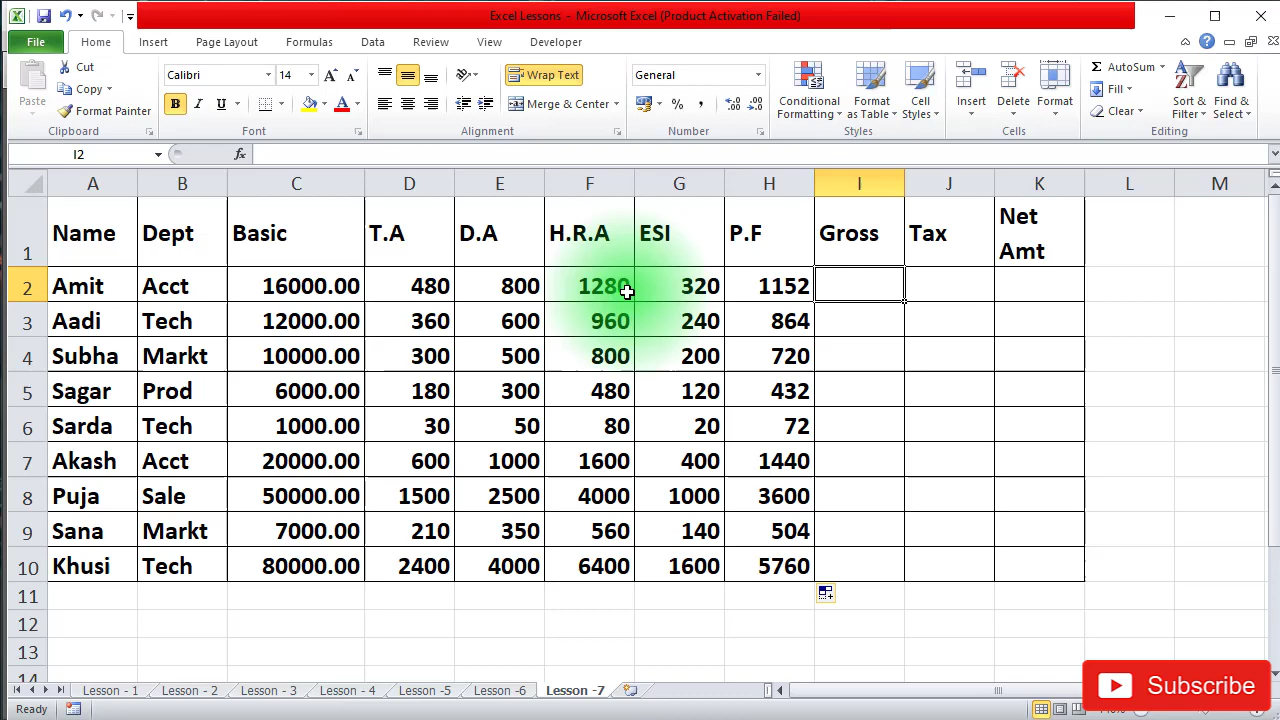 Excel Lessons - Microsoft Excel (Product Activation Failed)
File Home Insert Page Layout Formulas Data Review View Developer
Cut
Copy
Format Painter
Paste
Clipboard
Calibri 14
B I U
Font
Wrap Text
Merge & Center
Alignment
General
% ,
Number
Conditional Formatting
Format as Table
Cell Styles
Styles
Insert Delete Format
Cells
AutoSum
Fill
Clear
Sort & Filter
Find & Select
Editing
I2 fx
A B C D E F G H I J K L M
1 Name Dept Basic T.A D.A H.R.A ESI P.F Gross Tax Net Amt
2 Amit Acct 16000.00 480 800 1280 320 1152
3 Aadi Tech 12000.00 360 600 960 240 864
4 Subha Markt 10000.00 300 500 800 200 720
5 Sagar Prod 6000.00 180 300 480 120 432
6 Sarda Tech 1000.00 30 50 80 20 72
7 Akash Acct 20000.00 600 1000 1600 400 1440
8 Puja Sale 50000.00 1500 2500 4000 1000 3600
9 Sana Markt 7000.00 210 350 560 140 504
10 Khusi Tech 80000.00 2400 4000 6400 1600 5760
11
12
13
14
Lesson - 1 Lesson - 2 Lesson - 3 Lesson - 4 Lesson -5 Lesson -6 Lesson -7
Ready
Subscribe